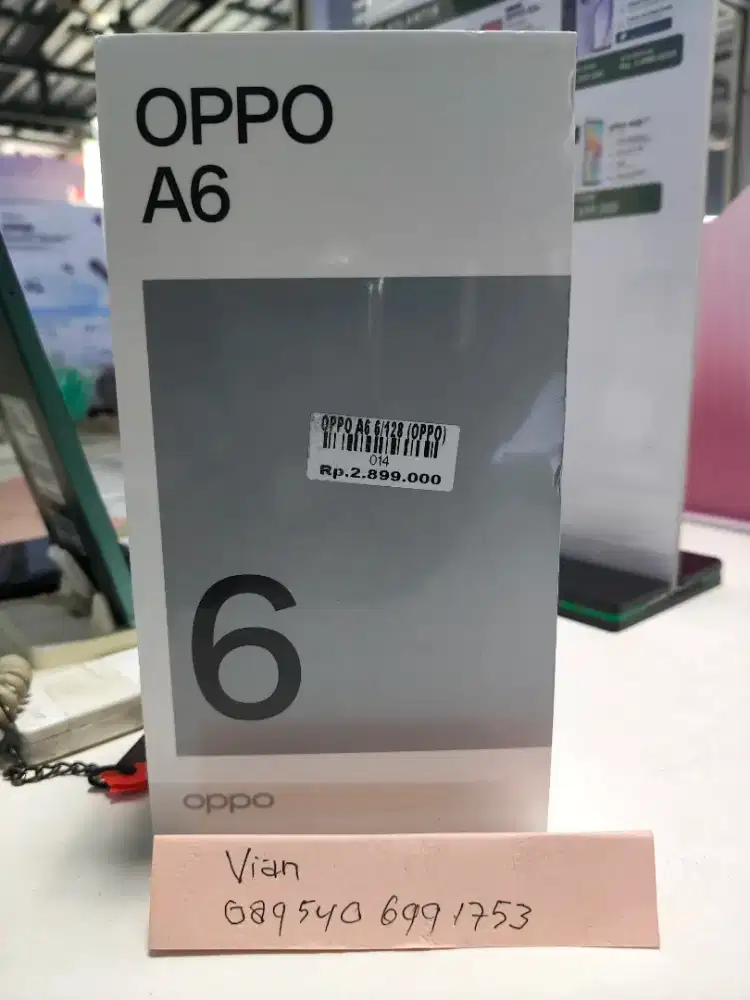 OPPO
A6
OPPO A6 6/128 (OPPO)
014
Rp.2.899.000
6
oppo
Vian
089540 6991753